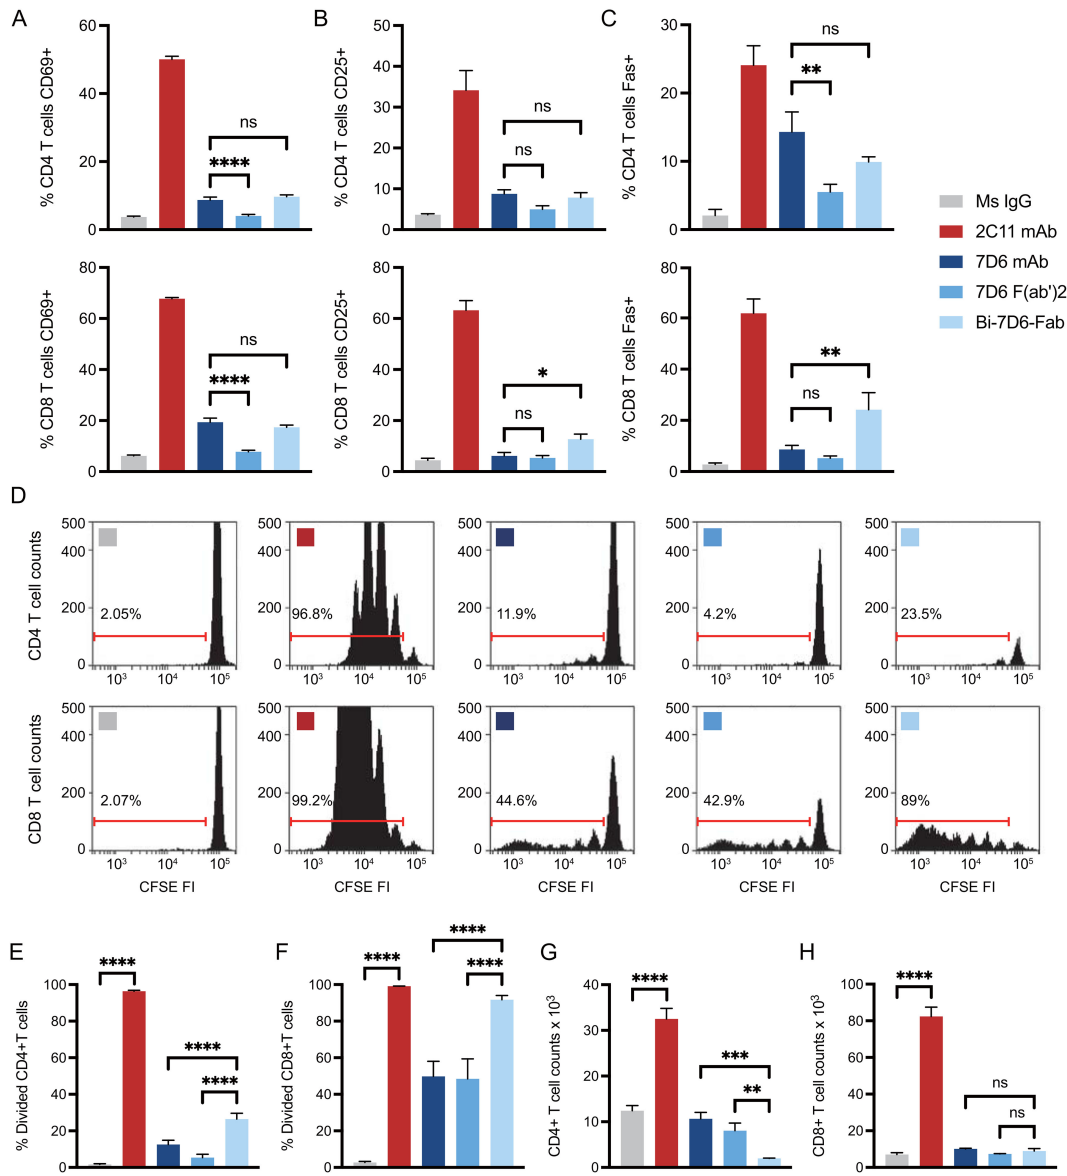 A
B
C
% CD4 T cells CD69+
60
40
20
0
ns
****
% CD4 T cells CD25+
50
40
30
20
10
0
ns
ns
% CD4 T cells Fas+
30
20
10
0
ns
**
Ms IgG
2C11 mAb
7D6 mAb
7D6 F(ab')2
Bi-7D6-Fab
% CD8 T cells CD69+
80
60
40
20
0
ns
****
% CD8 T cells CD25+
80
60
40
20
0
*
ns
% CD8 T cells Fas+
80
60
40
20
0
**
ns
D
CD4 T cell counts
500
400
200
0
2.05%
10³ 10⁴ 10⁵
500
400
200
0
96.8%
10³ 10⁴ 10⁵
500
400
200
0
11.9%
10³ 10⁴ 10⁵
500
400
200
0
4.2%
10³ 10⁴ 10⁵
500
400
200
0
23.5%
10³ 10⁴ 10⁵
CD8 T cell counts
500
400
200
0
2.07%
10³ 10⁴ 10⁵
CFSE FI
500
400
200
0
99.2%
10³ 10⁴ 10⁵
CFSE FI
500
400
200
0
44.6%
10³ 10⁴ 10⁵
CFSE FI
500
400
200
0
42.9%
10³ 10⁴ 10⁵
CFSE FI
500
400
200
0
89%
10³ 10⁴ 10⁵
CFSE FI
E
% Divided CD4+T cells
100
80
60
40
20
0
****
****
****
F
% Divided CD8+T cells
100
80
60
40
20
0
****
****
****
G
CD4+ T cell counts x 10³
40
30
20
10
0
****
***
**
H
CD8+ T cell counts x 10³
100
80
60
40
20
0
****
ns
ns